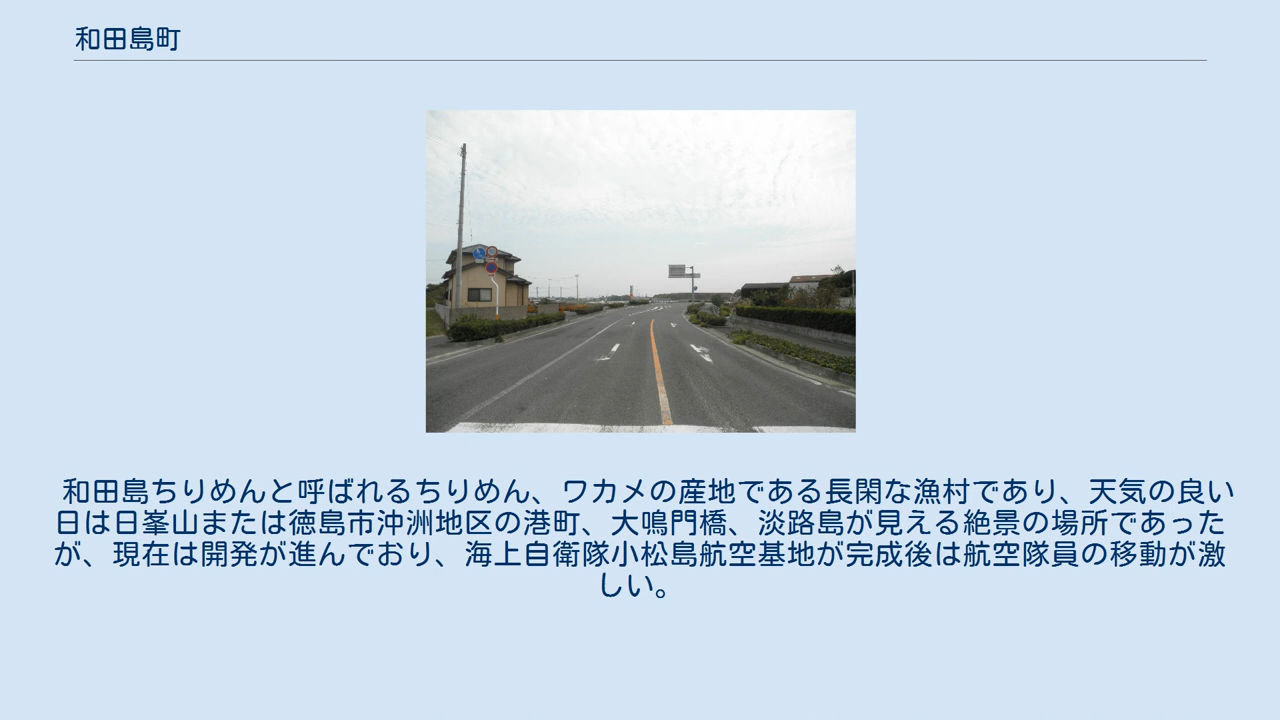 和田島町
和田島ちりめんと呼ばれるちりめん、ワカメの産地である長閑な漁村であり、天気の良い
日は日峯山または徳島市沖洲地区の港町、大鳴門橋、淡路島が見える絶景の場所であった
が、現在は開発が進んでおり、海上自衛隊小松島航空基地が完成後は航空隊員の移動が激
しい。